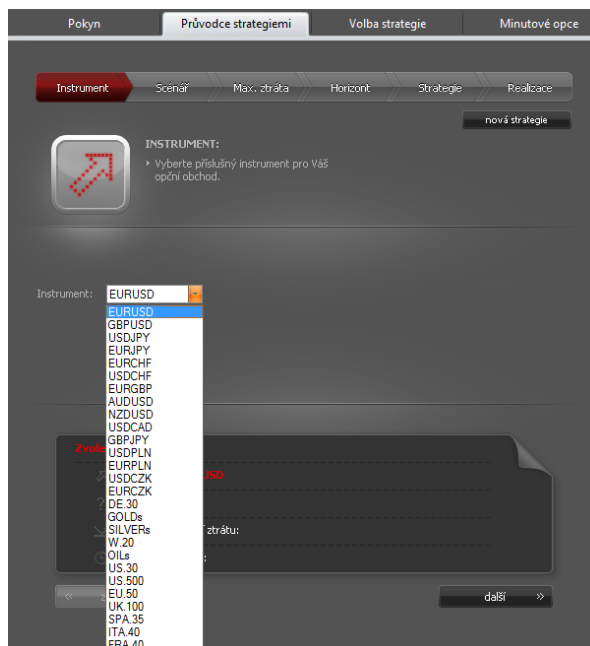 Pokyn
Průvodce strategiemi
Volba strategie
Minutové opce
Instrument
Scénář
Max. ztráta
Horizont
Strategie
Realizace
nová strategie
INSTRUMENT:
Vyberte příslušný instrument pro Váš
opční obchod.
Instrument:
EURUSD
EURUSD
GBPUSD
USDJPY
EURJPY
EURCHF
USDCHF
EURGBP
AUDUSD
NZDUSD
USDCAD
GBPJPY
USDPLN
EURPLN
USDCZK
EURCZK
DE.30
GOLDs
SILVERs
W.20
OILs
US.30
US.500
EU.50
UK.100
SPA.35
ITA.40
FRA.40
ztrátu:
další